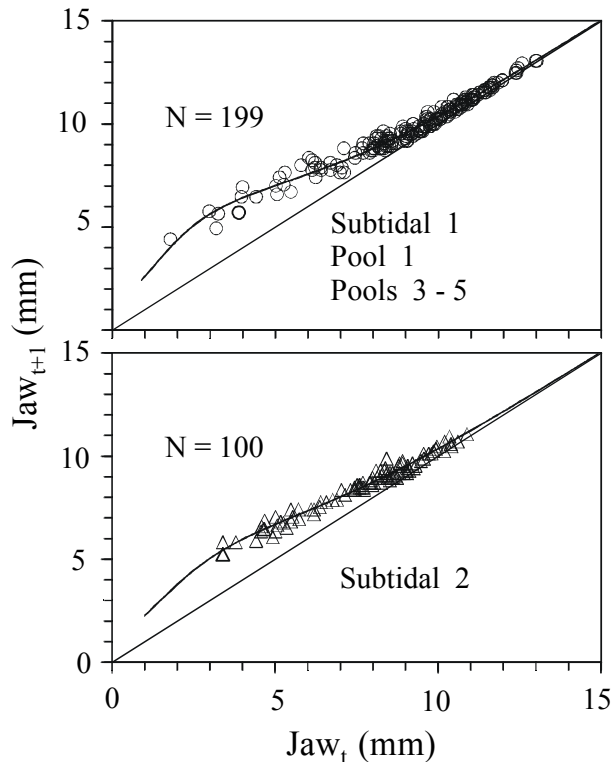 15
N = 199
10
5
Subtidal 1
Pool 1
Pools 3 - 5
Jaw_{t+1} (mm)
15
N = 100
10
5
Subtidal 2
0
0 5 10 15
Jaw_t (mm)